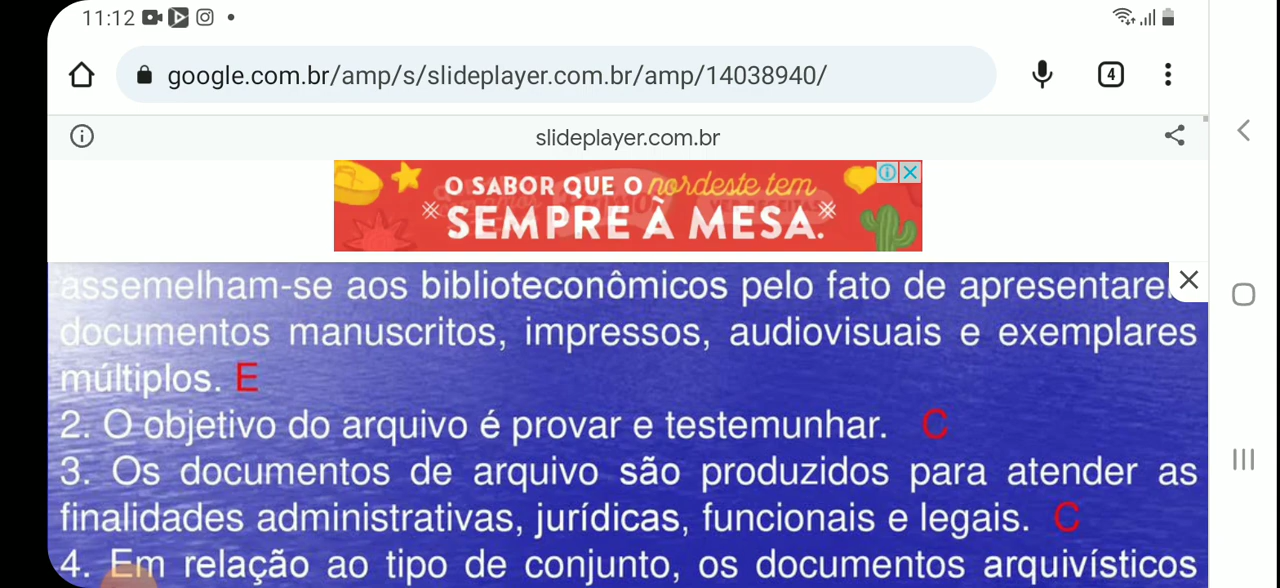 11:12
google.com.br/amp/s/slideplayer.com.br/amp/14038940/
4
slideplayer.com.br
O SABOR QUE O nordeste tem
SEMPRE À MESA.
assemelham-se aos biblioteconômicos pelo fato de
documentos manuscritos, impressos, audiovisuais e exemplares
múltiplos. E
2. O objetivo do arquivo é provar e testemunhar. C
3. Os documentos de arquivo são produzidos para atender as
finalidades administrativas, jurídicas, funcionais e legais. C
4. Em relação ao tipo de conjunto, os documentos arquivísticos